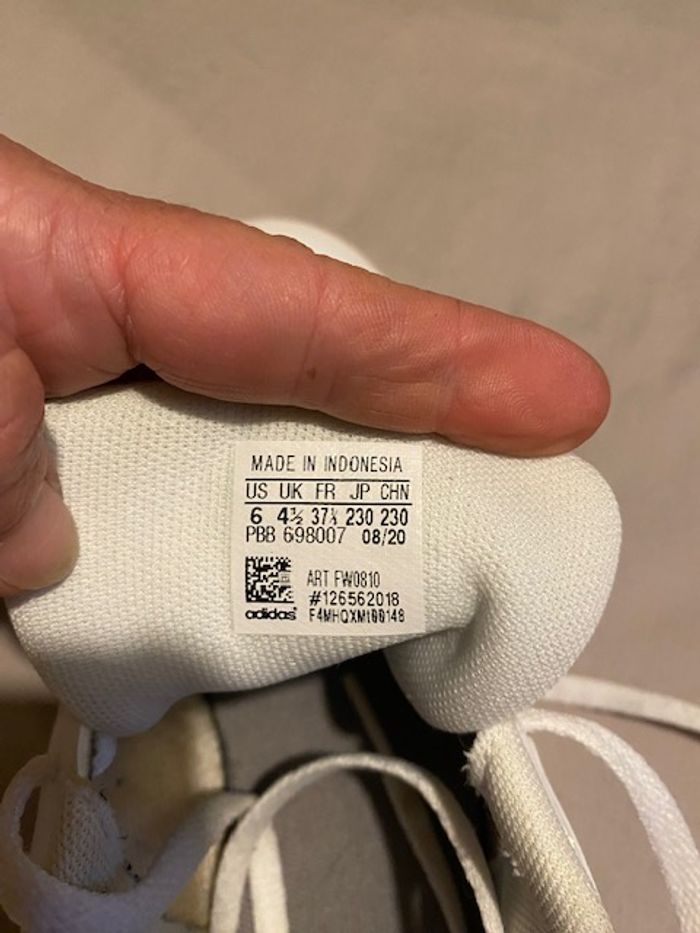 MADE IN INDONESIA
US UK FR JP CHN
6 4½ 37⅓ 230 230
PBB 698007 08/20
ART FW0810
#126562018
adidas